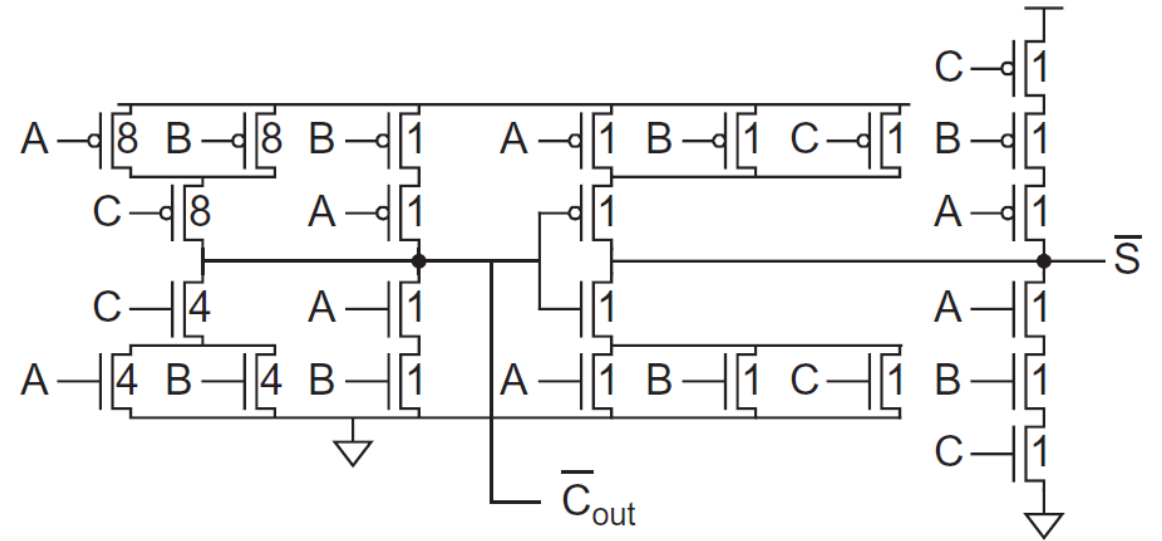 C 1
A 8 B 8 B 1 A 1 B 1 C 1 B 1
C 8 A 1 1 A 1
S̅
C 4 A 1 1 A 1
A 4 B 4 B 1 A 1 B 1 C 1 B 1
C 1
C̅out